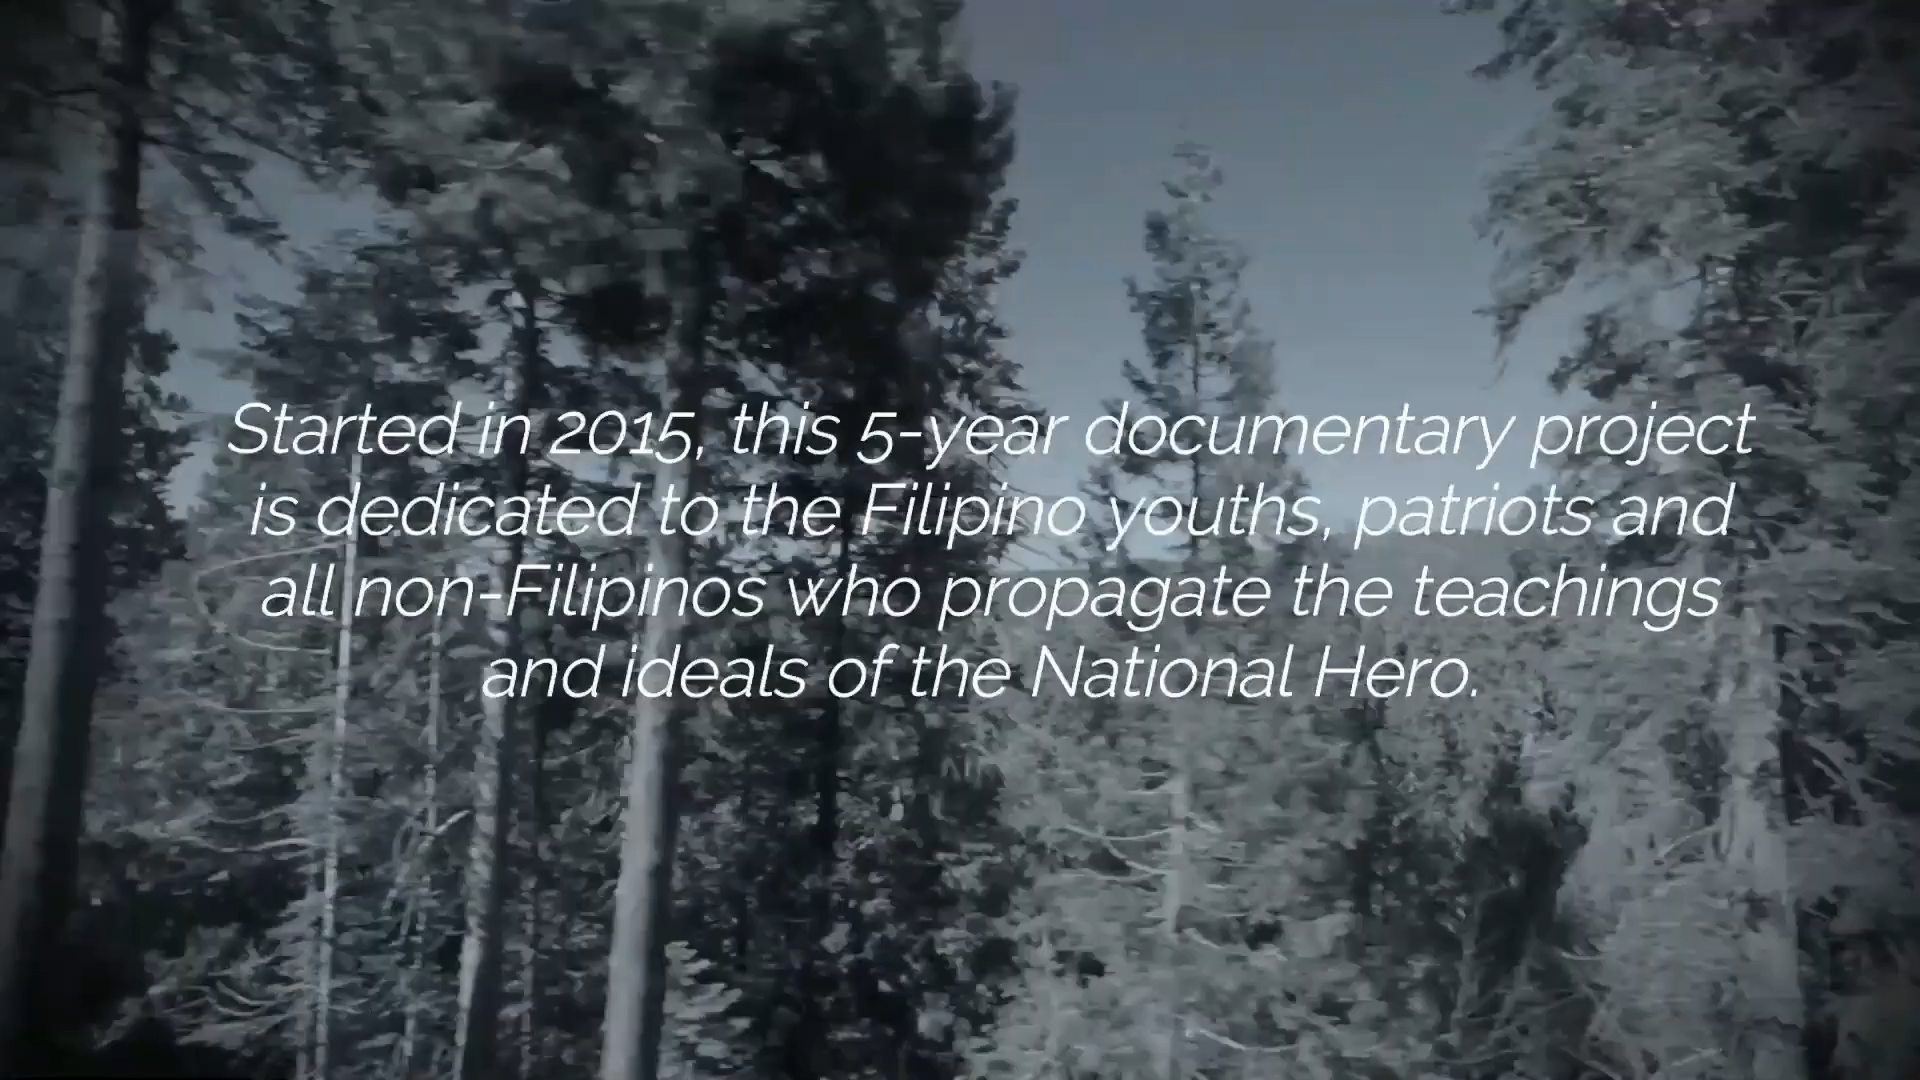 Started in 2015, this 5-year documentary project
is dedicated to the Filipino youths, patriots and
all non-Filipinos who propagate the teachings
and ideals of the National Hero.